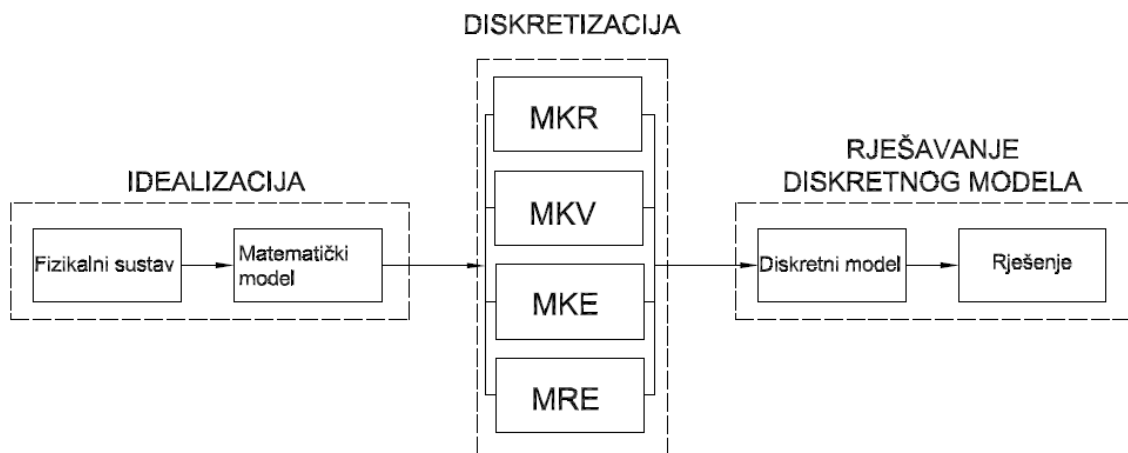 DISKRETIZACIJA
IDEALIZACIJA
Fizikalni sustav
Matematički
model
MKR
MKV
MKE
MRE
RJEŠAVANJE
DISKRETNOG MODELA
Diskretni model
Rješenje